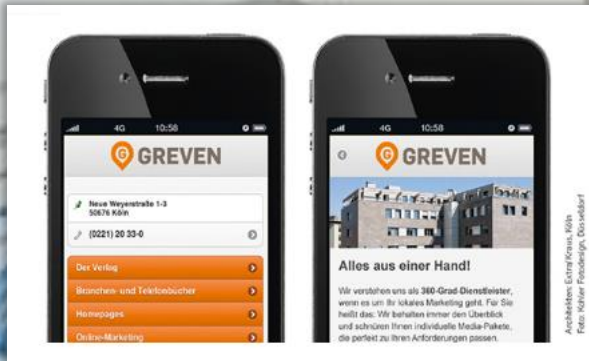 4G 10:58
GREVEN
Neue Weyerstraße 1-3
50676 Köln
(0221) 20 33-0
Der Verlag
Branchen- und Telefonbücher
Homepages
Online-Marketing
4G 10:58
GREVEN
Alles aus einer Hand!
Wir verstehen uns als 360-Grad-Dienstleister,
wenn es um Ihr lokales Marketing geht. Für Sie
heißt das: Wir behalten immer den Überblick
und schnüren Ihnen individuelle Media-Pakete,
die perfekt zu Ihren Anforderungen passen.
Architekten: Extra/Kraus, Köln
Foto: Köhler Fotodesign, Düsseldorf